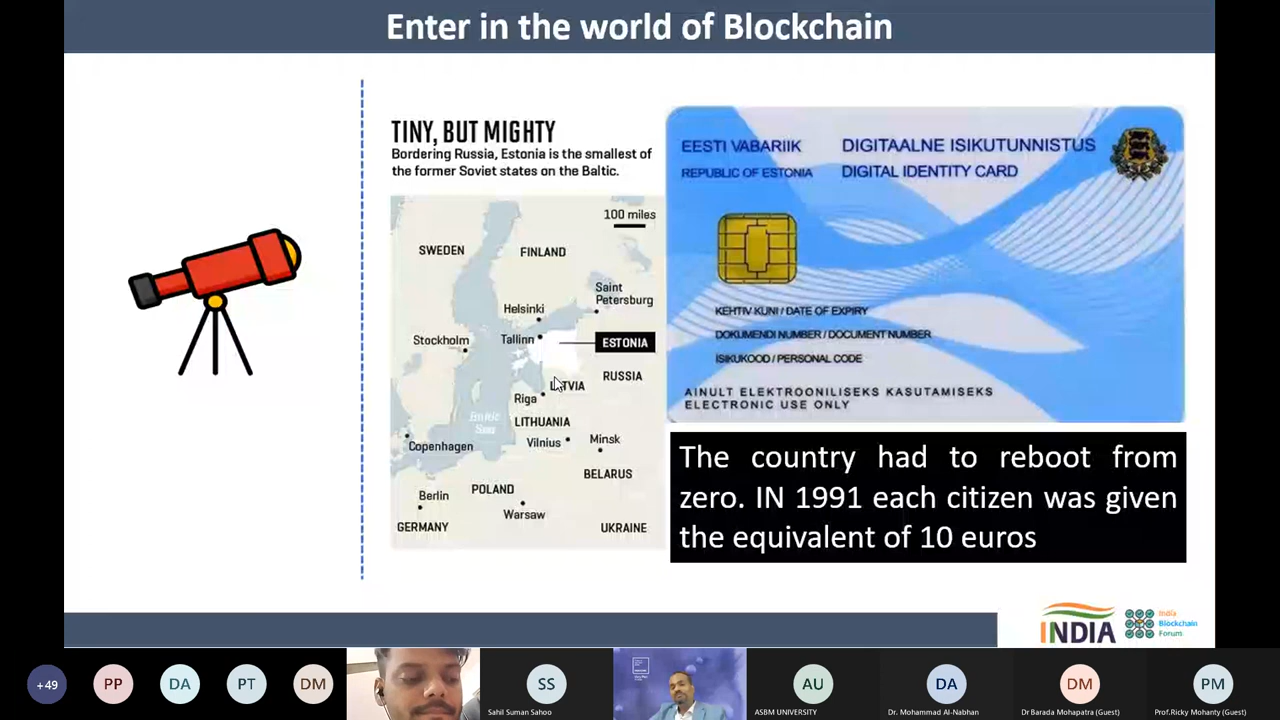 Enter in the world of Blockchain
TINY, BUT MIGHTY
Bordering Russia, Estonia is the smallest of
the former Soviet states on the Baltic.
100 miles
SWEDEN
FINLAND
Saint
Petersburg
Helsinki
Stockholm
Tallinn
ESTONIA
RUSSIA
LATVIA
Riga
Baltic
Sea
LITHUANIA
Vilnius
Minsk
Copenhagen
BELARUS
POLAND
Berlin
Warsaw
GERMANY
UKRAINE
EESTI VABARIIK
DIGITAALNE ISIKUTUNNISTUS
REPUBLIC OF ESTONIA
DIGITAL IDENTITY CARD
KEHTIV KUNI / DATE OF EXPIRY
DOKUMENDI NUMBER / DOCUMENT NUMBER
ISIKUKOOD / PERSONAL CODE
AINULT ELEKTROONILISEKS KASUTAMISEKS
ELECTRONIC USE ONLY
The country had to reboot from
zero. IN 1991 each citizen was given
the equivalent of 10 euros
INDIA
India
Blockchain
Forum
+49
PP
DA
PT
DM
SS
Sahil Suman Sahoo
AU
ASBM UNIVERSITY
DA
Dr. Mohammad Al-Nabhan
DM
Dr Barada Mohapatra (Guest)
PM
Prof.Ricky Mohanty (Guest)